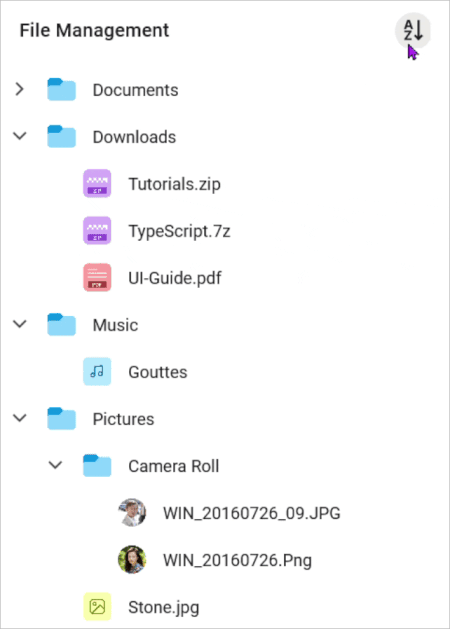 File Management
A
Z
Documents
Downloads
ZIP
Tutorials.zip
ZIP
TypeScript.7z
PDF
UI-Guide.pdf
Music
Gouttes
Pictures
Camera Roll
WIN_20160726_09.JPG
WIN_20160726.Png
Stone.jpg